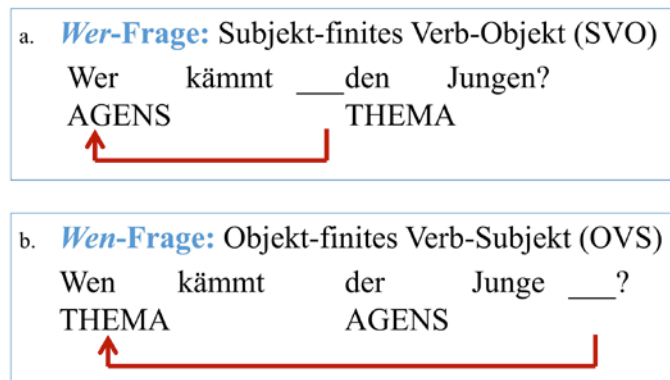 a. Wer-Frage: Subjekt-finites Verb-Objekt (SVO)
Wer kämmt ___den Jungen?
AGENS THEMA
b. Wen-Frage: Objekt-finites Verb-Subjekt (OVS)
Wen kämmt der Junge ___?
THEMA AGENS